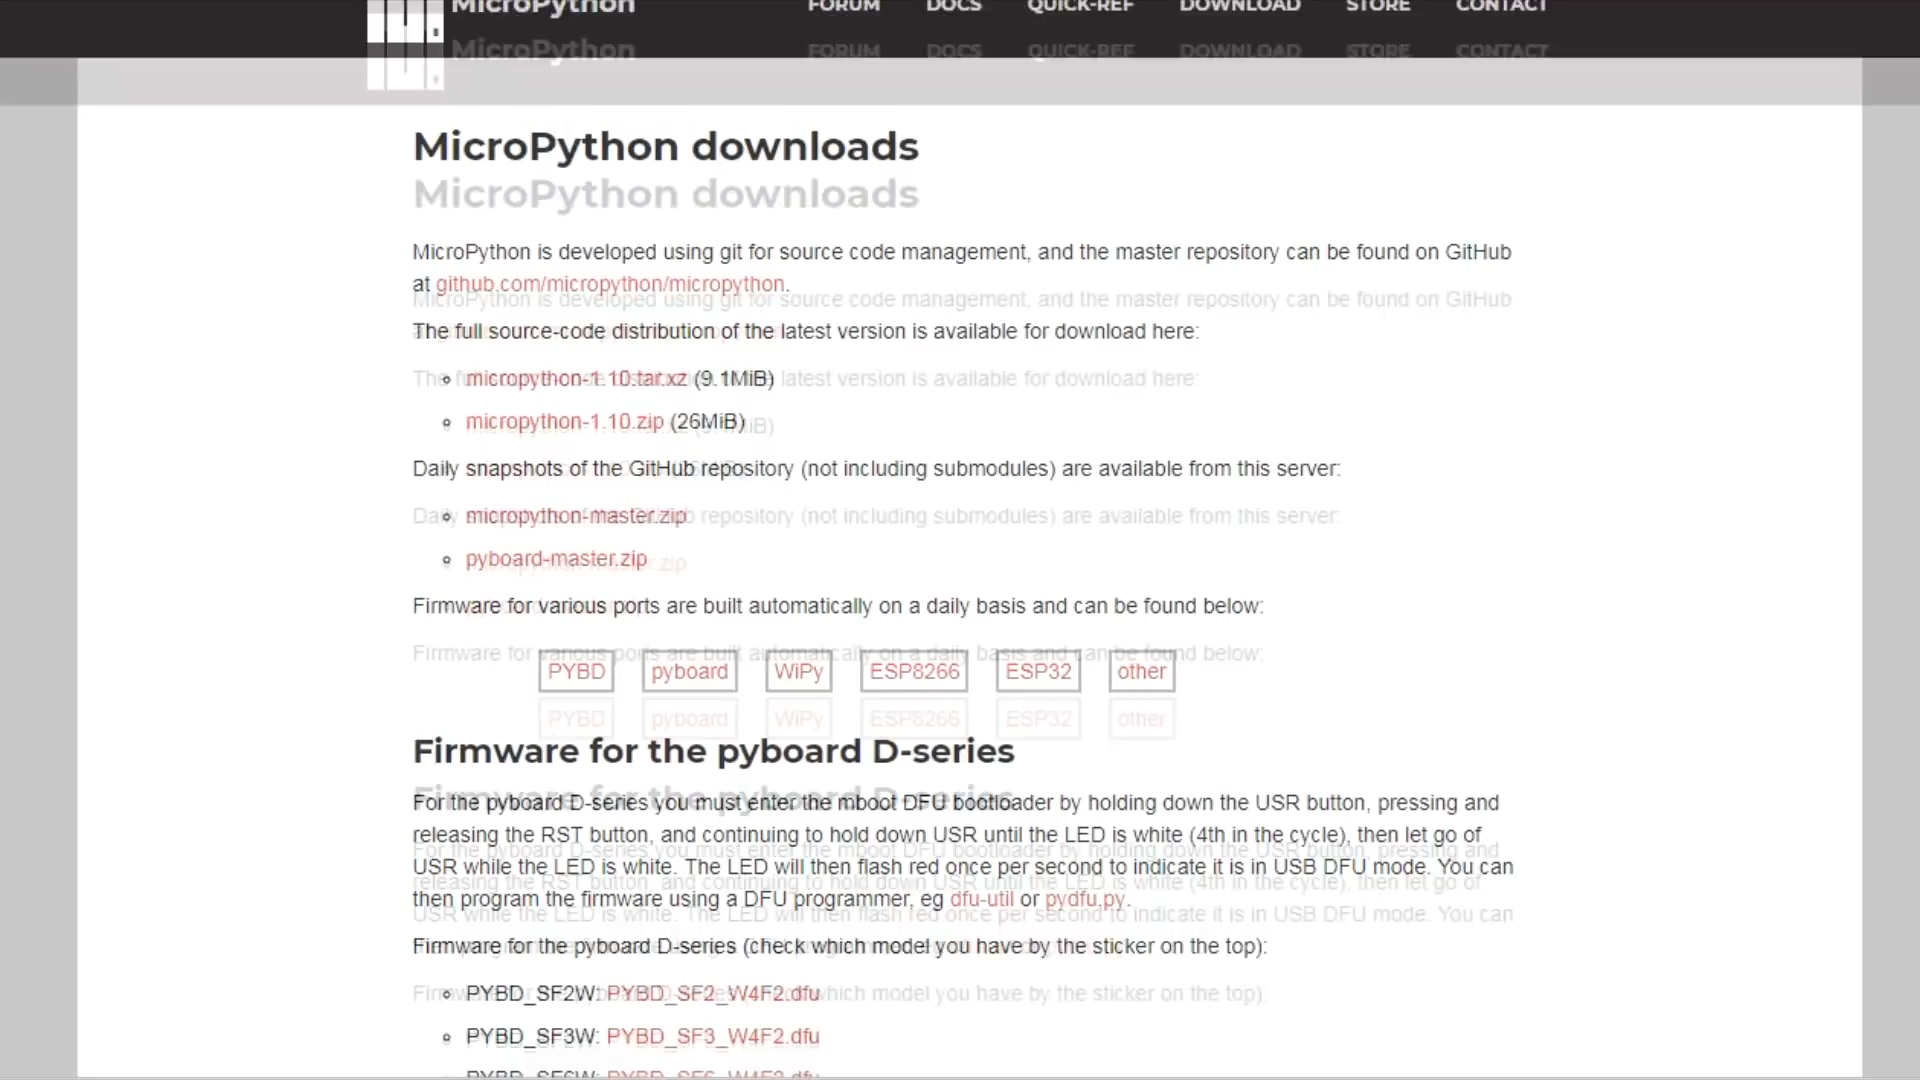 MicroPython FORUM DOCS QUICK-REF DOWNLOAD STORE CONTACT
MicroPython downloads
MicroPython is developed using git for source code management, and the master repository can be found on GitHub
at github.com/micropython/micropython.
The full source-code distribution of the latest version is available for download here:
micropython-1.10.tar.xz (9.1MiB)
micropython-1.10.zip (26MiB)
Daily snapshots of the GitHub repository (not including submodules) are available from this server:
micropython-master.zip
pyboard-master.zip
Firmware for various ports are built automatically on a daily basis and can be found below:
PYBD pyboard WiPy ESP8266 ESP32 other
Firmware for the pyboard D-series
For the pyboard D-series you must enter the mboot DFU bootloader by holding down the USR button, pressing and
releasing the RST button, and continuing to hold down USR until the LED is white (4th in the cycle), then let go of
USR while the LED is white. The LED will then flash red once per second to indicate it is in USB DFU mode. You can
then program the firmware using a DFU programmer, eg dfu-util or pydfu.py.
Firmware for the pyboard D-series (check which model you have by the sticker on the top):
PYBD_SF2W: PYBD_SF2_W4F2.dfu
PYBD_SF3W: PYBD_SF3_W4F2.dfu
PYBD_SF6W: PYBD_SF6_W4F2.dfu